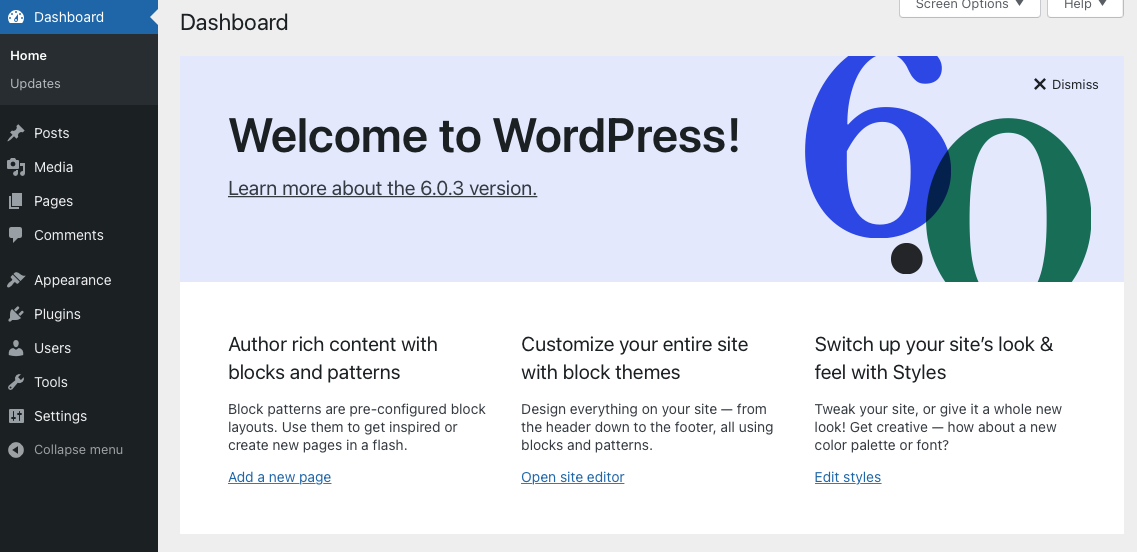 Dashboard
Home
Updates
Posts
Media
Pages
Comments
Appearance
Plugins
Users
Tools
Settings
Collapse menu
Dashboard
Screen Options
Help
Dismiss
Welcome to WordPress!
Learn more about the 6.0.3 version.
6.0
Author rich content with
blocks and patterns
Block patterns are pre-configured block
layouts. Use them to get inspired or
create new pages in a flash.
Add a new page
Customize your entire site
with block themes
Design everything on your site — from
the header down to the footer, all using
blocks and patterns.
Open site editor
Switch up your site’s look &
feel with Styles
Tweak your site, or give it a whole new
look! Get creative — how about a new
color palette or font?
Edit styles